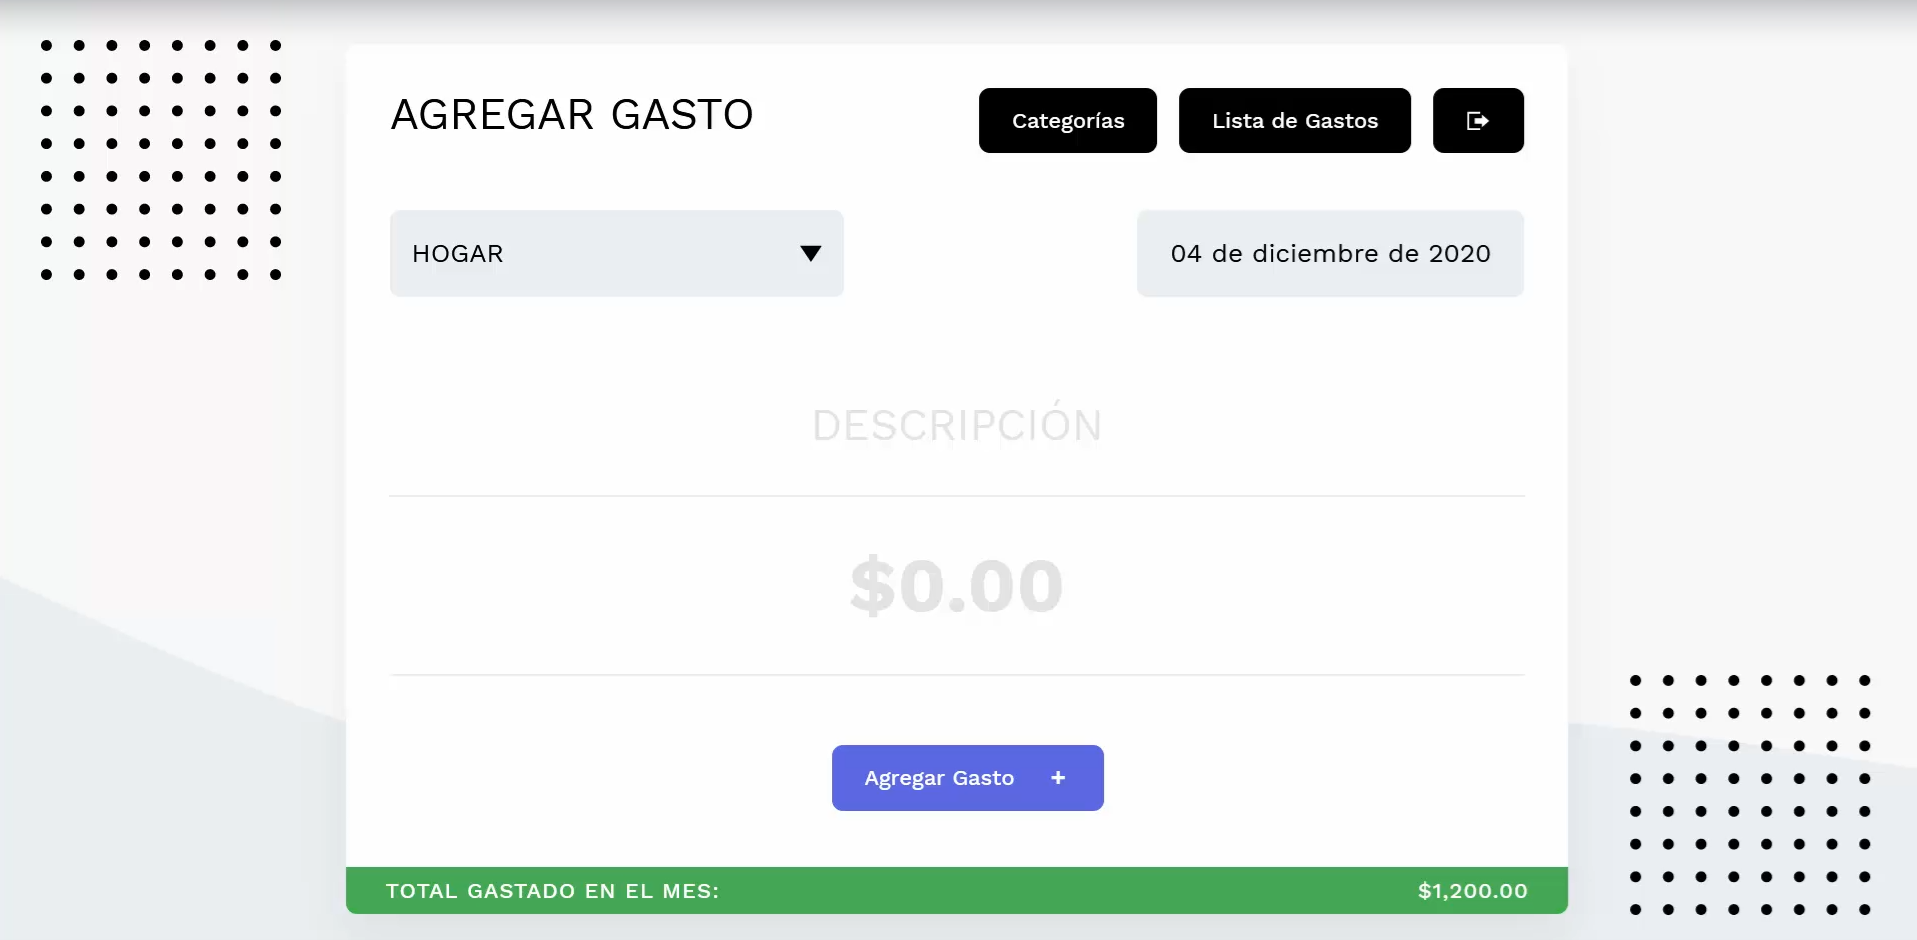 AGREGAR GASTO
Categorías
Lista de Gastos
HOGAR
04 de diciembre de 2020
DESCRIPCIÓN
$0.00
Agregar Gasto +
TOTAL GASTADO EN EL MES: $1,200.00